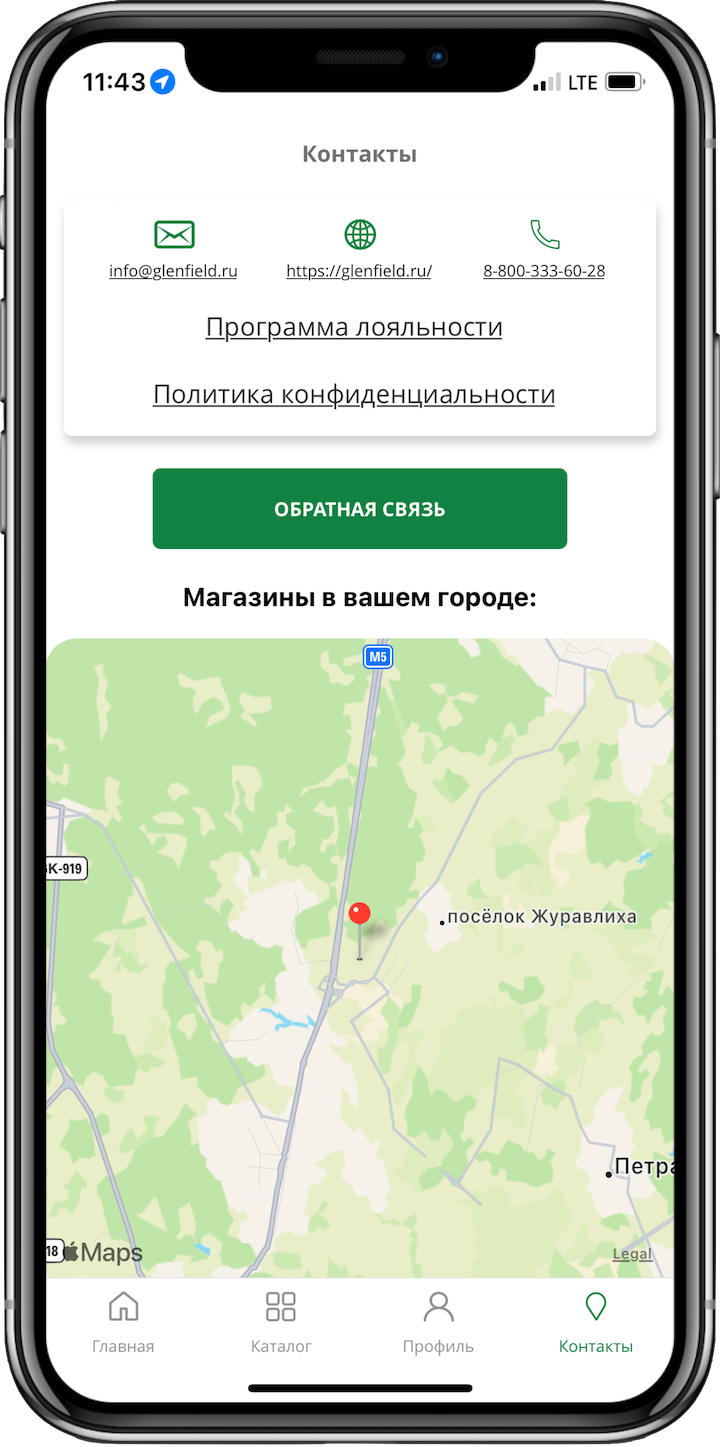 11:43 LTE
Контакты
info@glenfield.ru https://glenfield.ru/ 8-800-333-60-28
Программа лояльности
Политика конфиденциальности
ОБРАТНАЯ СВЯЗЬ
Магазины в вашем городе:
M5
K-919
посёлок Журавлиха
Петра
18 Maps Legal
Главная Каталог Профиль Контакты